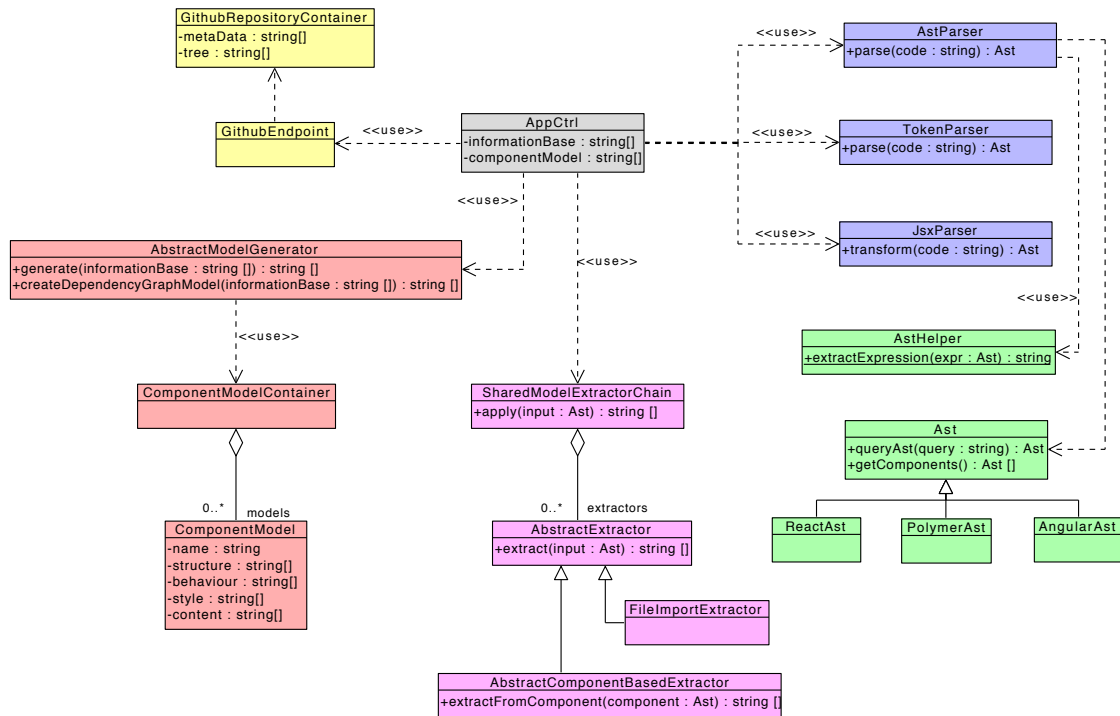 GithubRepositoryContainer
-metaData : string[]
-tree : string[]
GithubEndpoint
<<use>>
AppCtrl
-informationBase : string[]
-componentModel : string[]
<<use>>
AstParser
+parse(code : string) : Ast
<<use>>
TokenParser
+parse(code : string) : Ast
<<use>>
JsxParser
+transform(code : string) : Ast
<<use>>
<<use>>
AbstractModelGenerator
+generate(informationBase : string []) : string []
+createDependencyGraphModel(informationBase : string []) : string []
<<use>>
<<use>>
<<use>>
AstHelper
+extractExpression(expr : Ast) : string
ComponentModelContainer
SharedModelExtractorChain
+apply(input : Ast) : string []
Ast
+queryAst(query : string) : Ast
+getComponents() : Ast []
0..*
models
0..*
extractors
ComponentModel
-name : string
-structure : string[]
-behaviour : string[]
-style : string[]
-content : string[]
AbstractExtractor
+extract(input : Ast) : string []
ReactAst
PolymerAst
AngularAst
FileImportExtractor
AbstractComponentBasedExtractor
+extractFromComponent(component : Ast) : string []